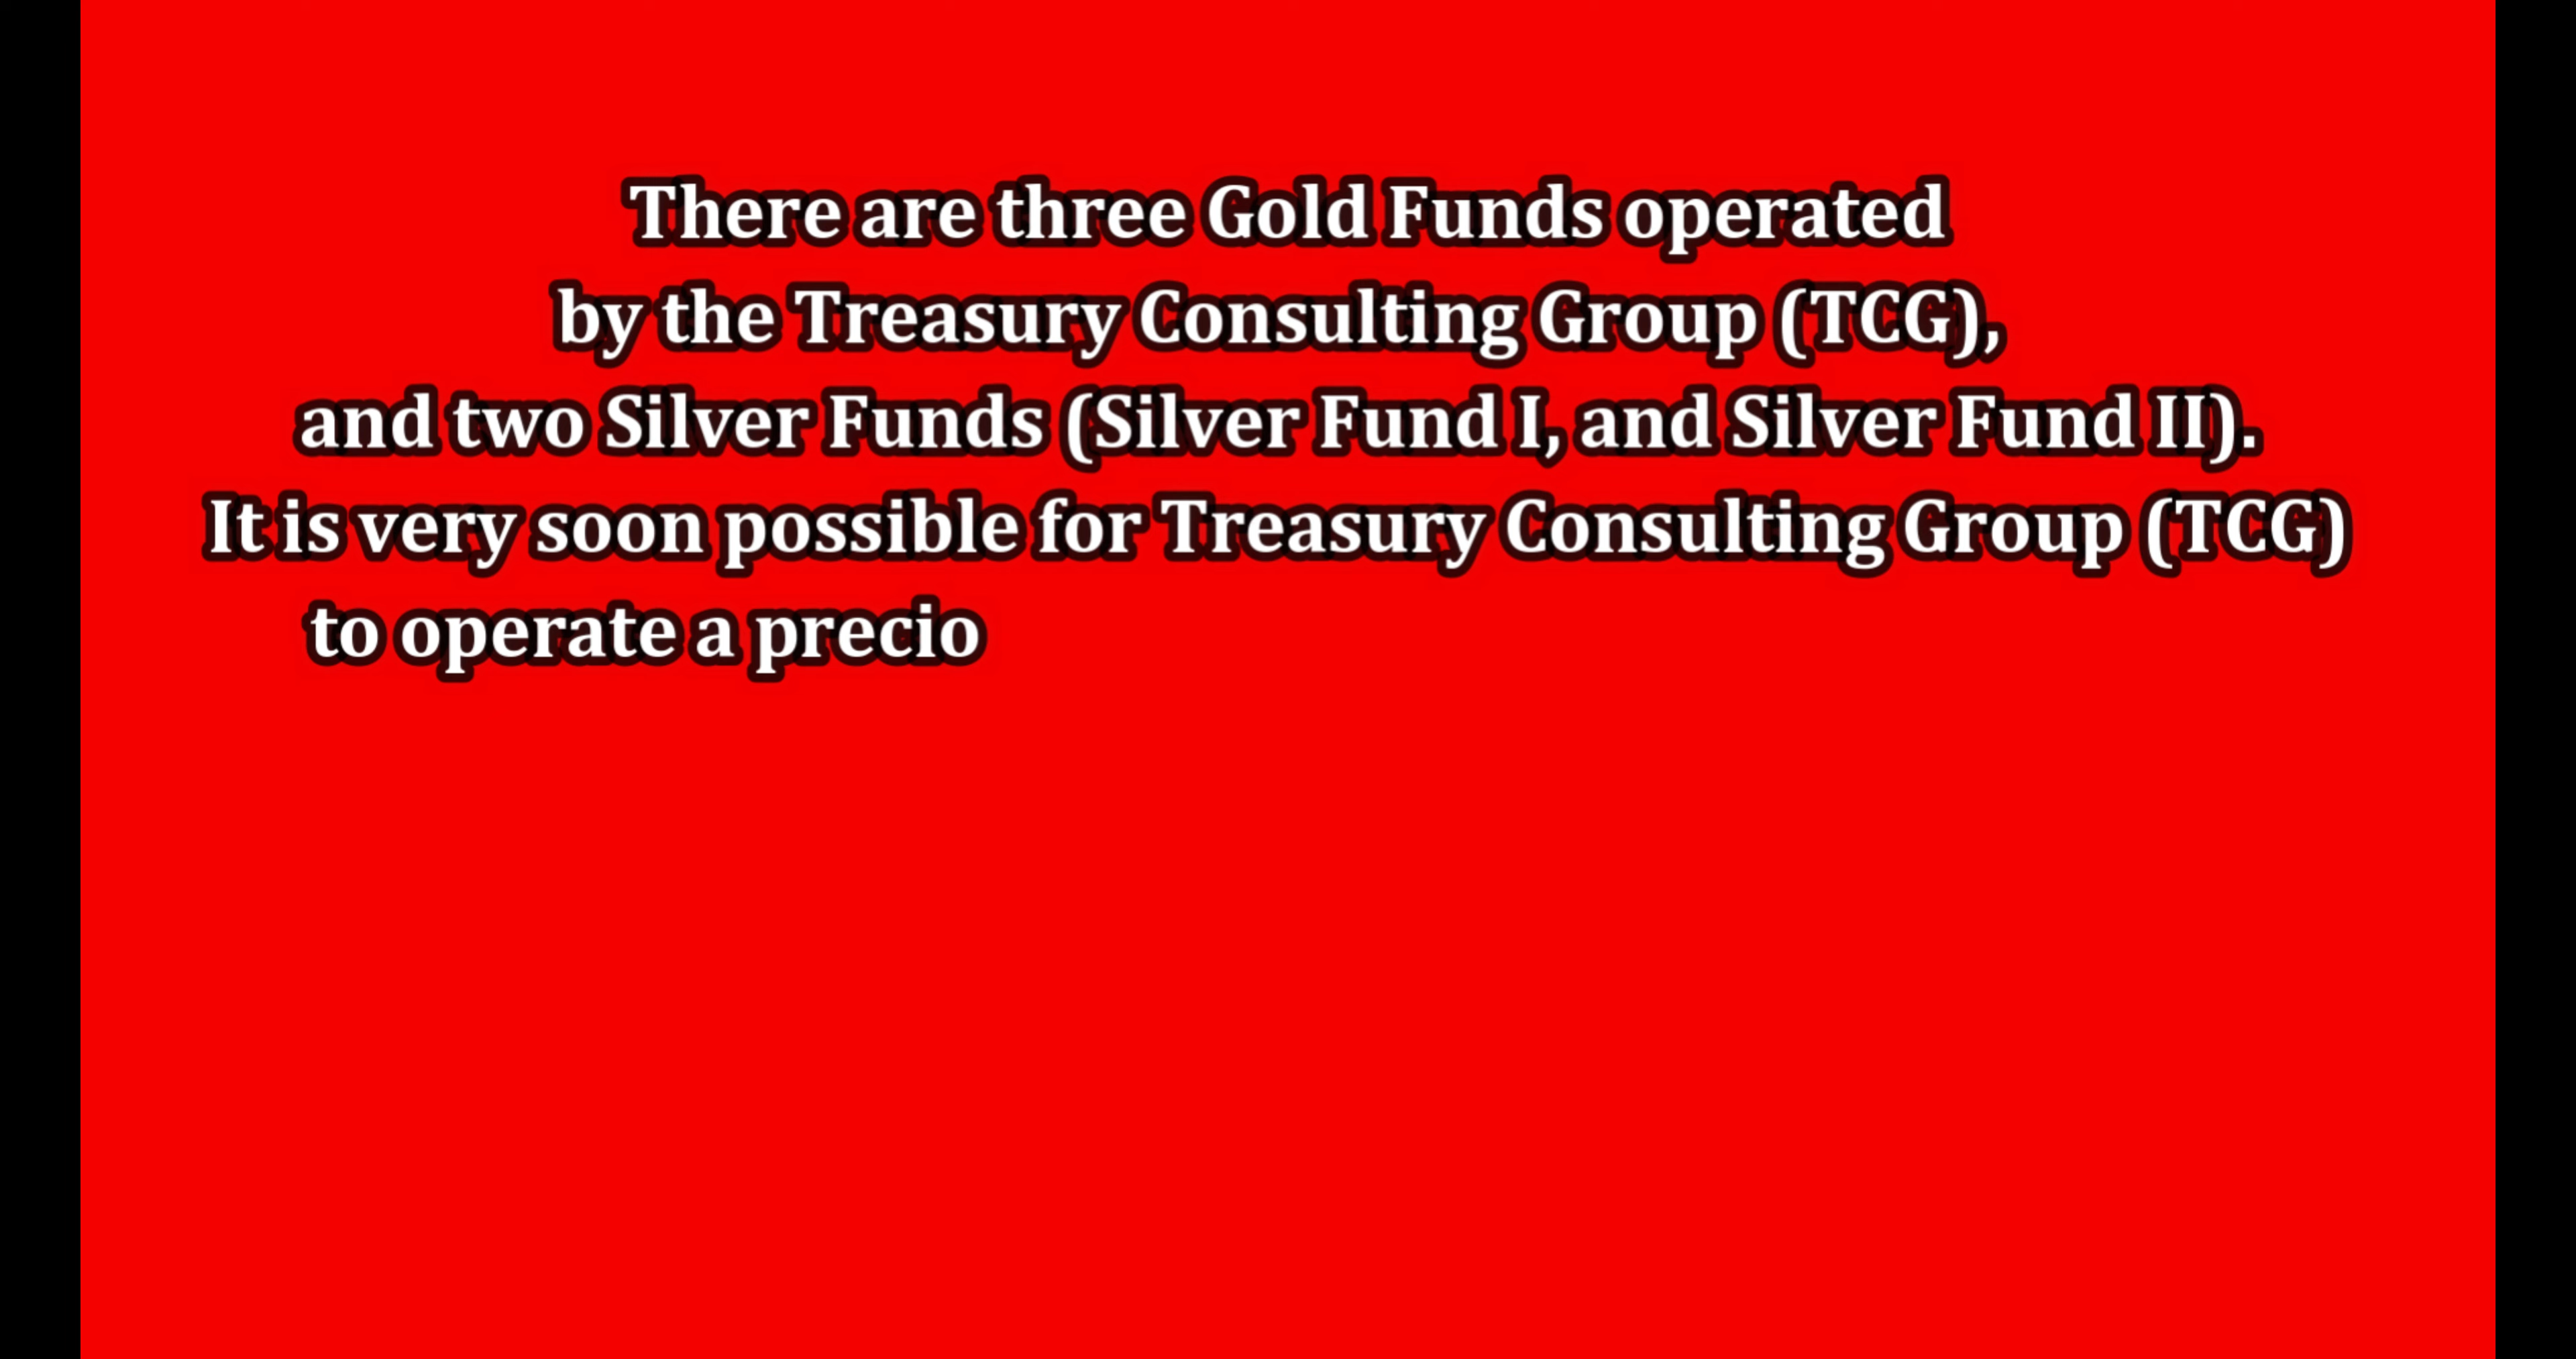 There are three Gold Funds operated
by the Treasury Consulting Group (TCG),
and two Silver Funds (Silver Fund I, and Silver Fund II).
It is very soon possible for Treasury Consulting Group (TCG)
to operate a precio